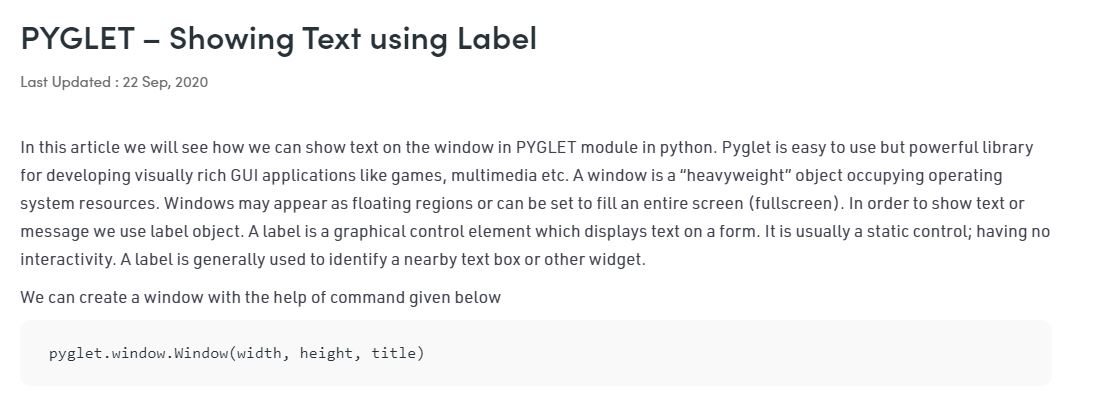 PYGLET – Showing Text using Label
Last Updated : 22 Sep, 2020
In this article we will see how we can show text on the window in PYGLET module in python. Pyglet is easy to use but powerful library
for developing visually rich GUI applications like games, multimedia etc. A window is a “heavyweight” object occupying operating
system resources. Windows may appear as floating regions or can be set to fill an entire screen (fullscreen). In order to show text or
message we use label object. A label is a graphical control element which displays text on a form. It is usually a static control; having no
interactivity. A label is generally used to identify a nearby text box or other widget.
We can create a window with the help of command given below
pyglet.window.Window(width, height, title)